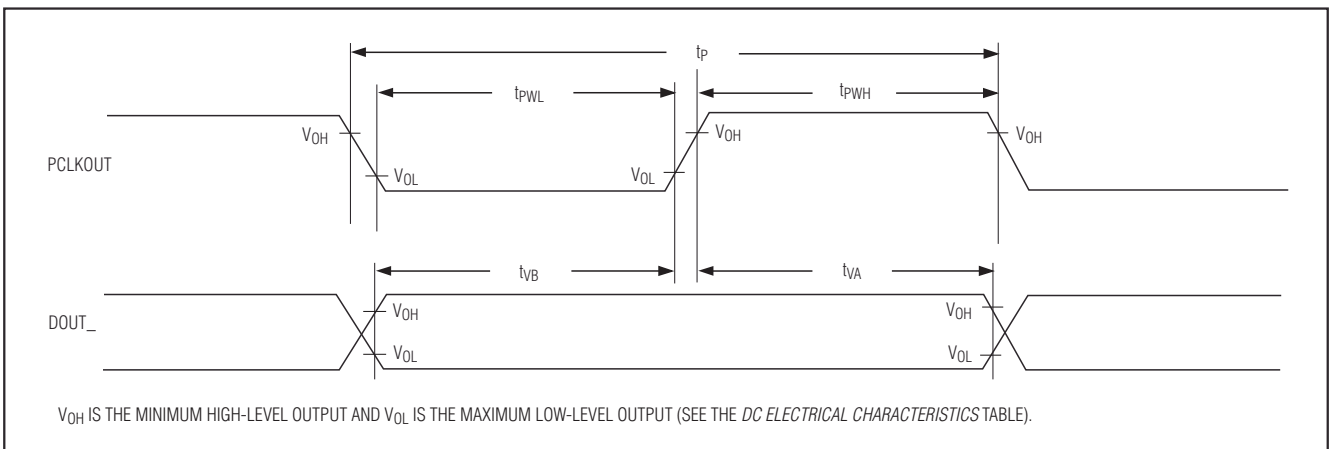 tP
tPWL
tPWH
VOH
VOH
VOH
PCLKOUT
VOL
VOL
tVB
tVA
VOH
VOH
DOUT_
VOL
VOL
VOH IS THE MINIMUM HIGH-LEVEL OUTPUT AND VOL IS THE MAXIMUM LOW-LEVEL OUTPUT (SEE THE DC ELECTRICAL CHARACTERISTICS TABLE).